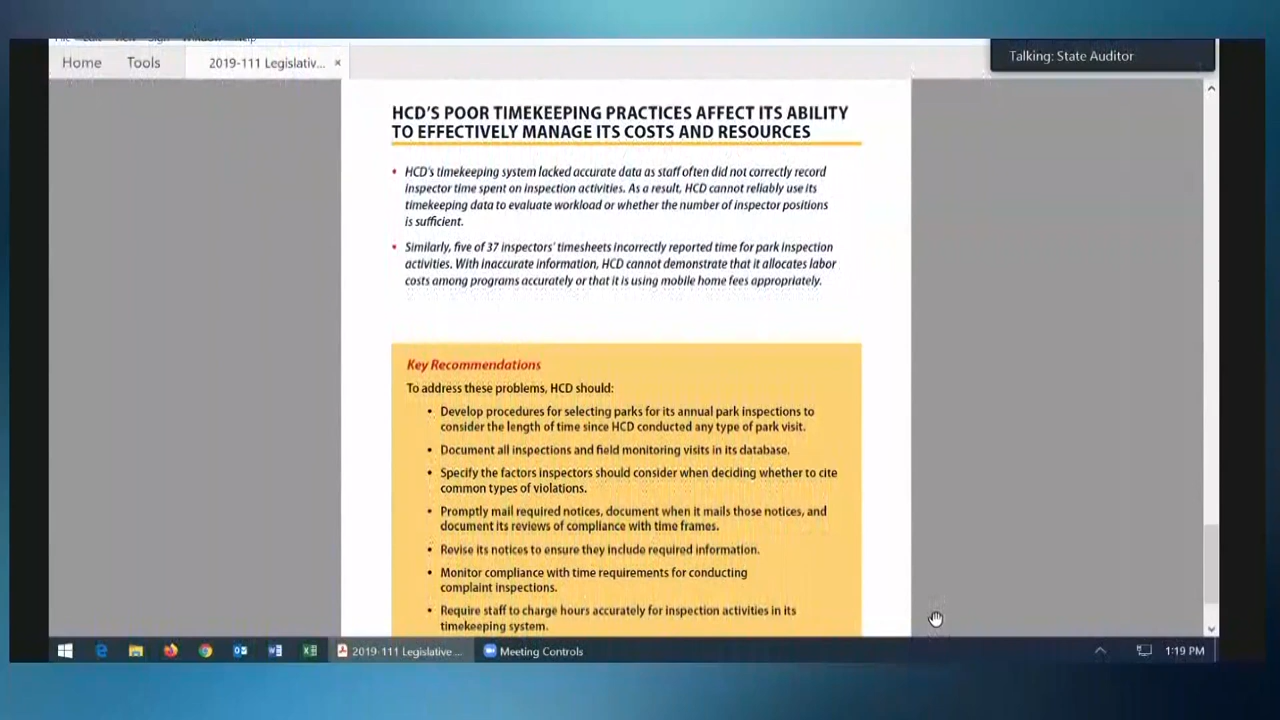 Home Tools 2019-111 Legislativ... ×
Talking: State Auditor
HCD'S POOR TIMEKEEPING PRACTICES AFFECT ITS ABILITY
TO EFFECTIVELY MANAGE ITS COSTS AND RESOURCES
• HCD's timekeeping system lacked accurate data as staff often did not correctly record
inspector time spent on inspection activities. As a result, HCD cannot reliably use its
timekeeping data to evaluate workload or whether the number of inspector positions
is sufficient.
• Similarly, five of 37 inspectors' timesheets incorrectly reported time for park inspection
activities. With inaccurate information, HCD cannot demonstrate that it allocates labor
costs among programs accurately or that it is using mobile home fees appropriately.
Key Recommendations
To address these problems, HCD should:
• Develop procedures for selecting parks for its annual park inspections to
consider the length of time since HCD conducted any type of park visit.
• Document all inspections and field monitoring visits in its database.
• Specify the factors inspectors should consider when deciding whether to cite
common types of violations.
• Promptly mail required notices, document when it mails those notices, and
document its reviews of compliance with time frames.
• Revise its notices to ensure they include required information.
• Monitor compliance with time requirements for conducting
complaint inspections.
• Require staff to charge hours accurately for inspection activities in its
timekeeping system.
2019-111 Legislative ... Meeting Controls 1:19 PM